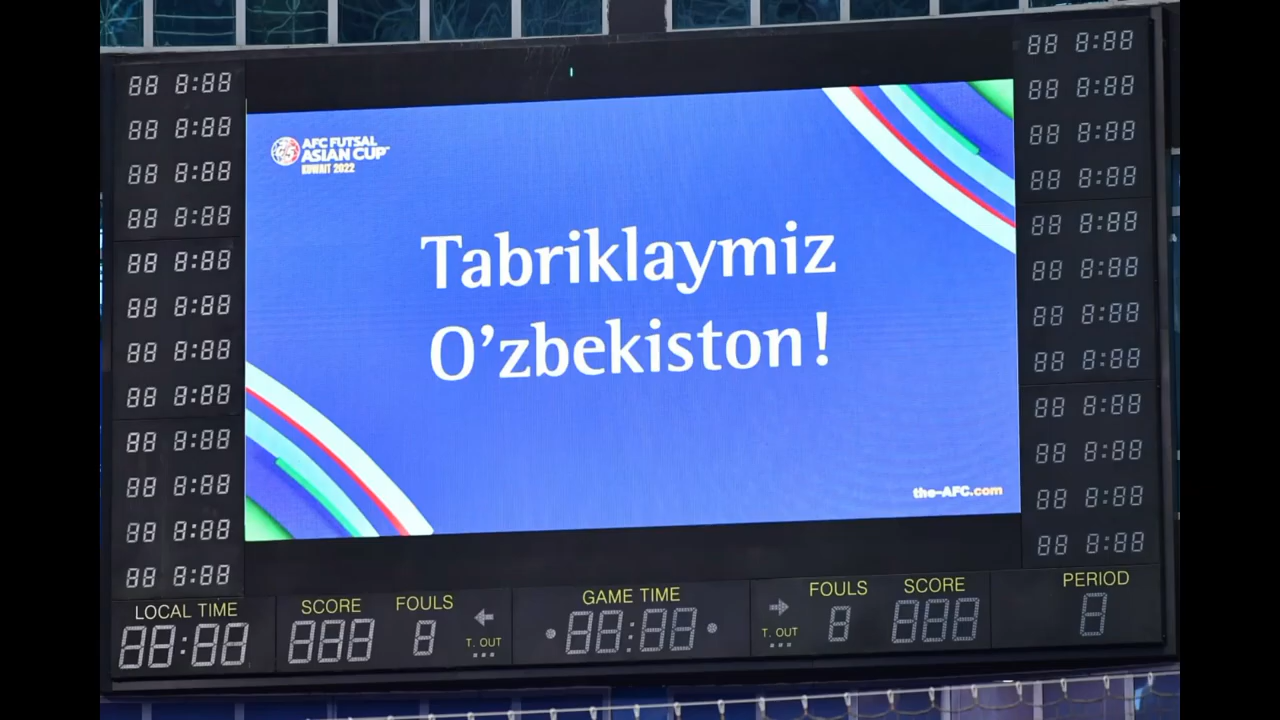 AFC FUTSAL
ASIAN CUP
KUWAIT 2022
Tabriklaymiz
O’zbekiston!
the-AFC.com
LOCAL TIME
SCORE
FOULS
T. OUT
GAME TIME
T. OUT
FOULS
SCORE
PERIOD